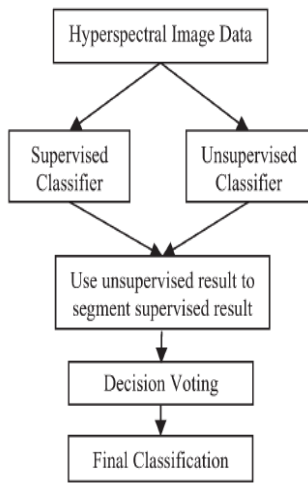 Hyperspectral Image Data
Supervised
Classifier
Unsupervised
Classifier
Use unsupervised result to
segment supervised result
Decision Voting
Final Classification